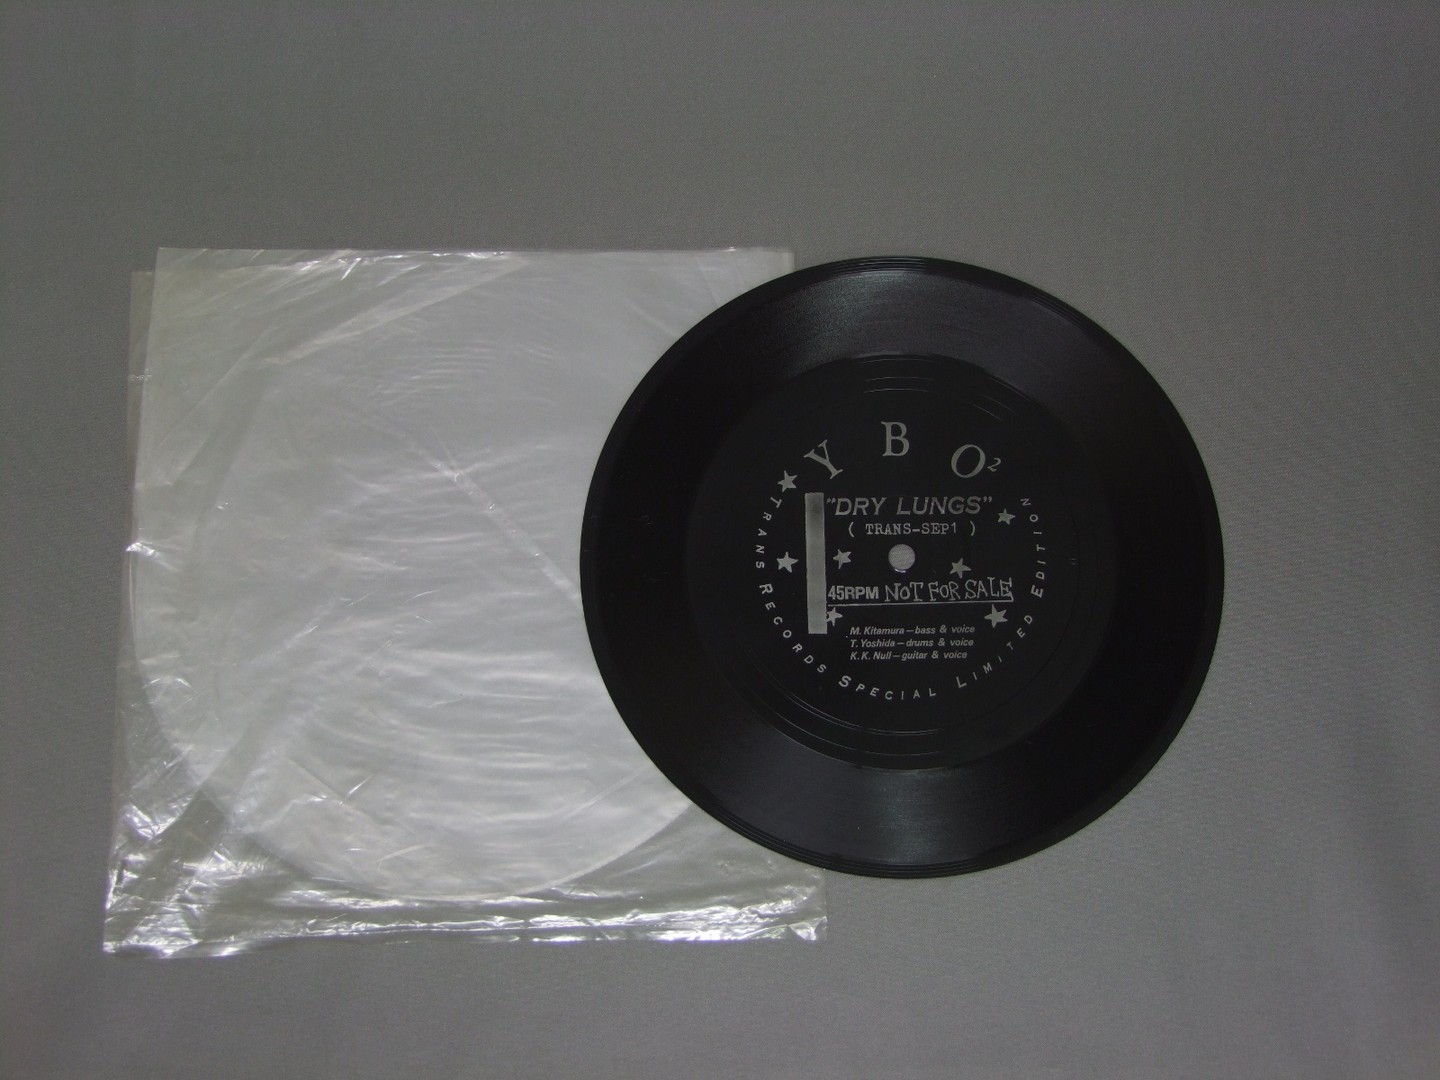 YBO²
"DRY LUNGS"
( TRANS-SEP1 )
45RPM NOT FOR SALE
M. Kitamura—bass & voice
T. Yoshida—drums & voice
K. K. Null—guitar & voice
TRANS RECORDS SPECIAL LIMITED EDITION